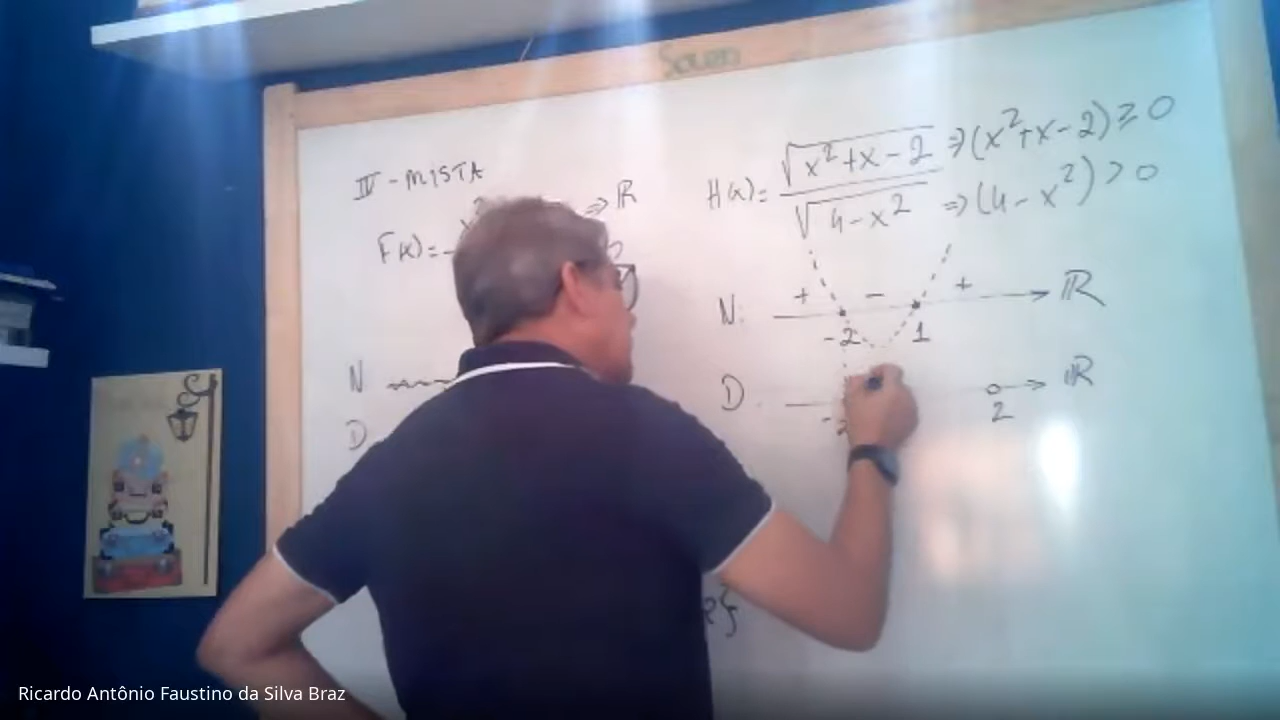 IV - MISTA
F(x) =
⇒ ℝ
N
D
H(x) = √(x²+x-2) ⇒ (x²+x-2) ≥ 0
√(4-x²) ⇒ (4-x²) > 0
N: + - + ℝ
-2 1
D. ℝ
-2 2
Ricardo Antônio Faustino da Silva Braz